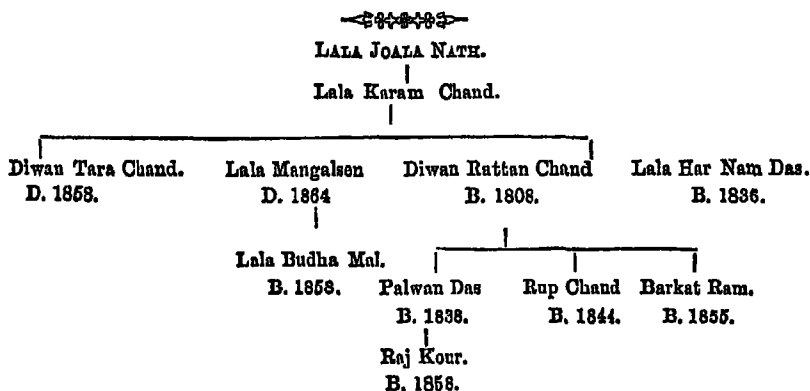 LALA JOALA NATH.
Lala Karam Chand.
Diwan Tara Chand. Lala Mangalsen Diwan Rattan Chand Lala Har Nam Das.
D. 1858. D. 1864 B. 1808. B. 1836.
Lala Budha Mal.
B. 1858. Palwan Das Rup Chand Barkat Ram.
B. 1838. B. 1844. B. 1855.
Raj Kour.
B. 1858.